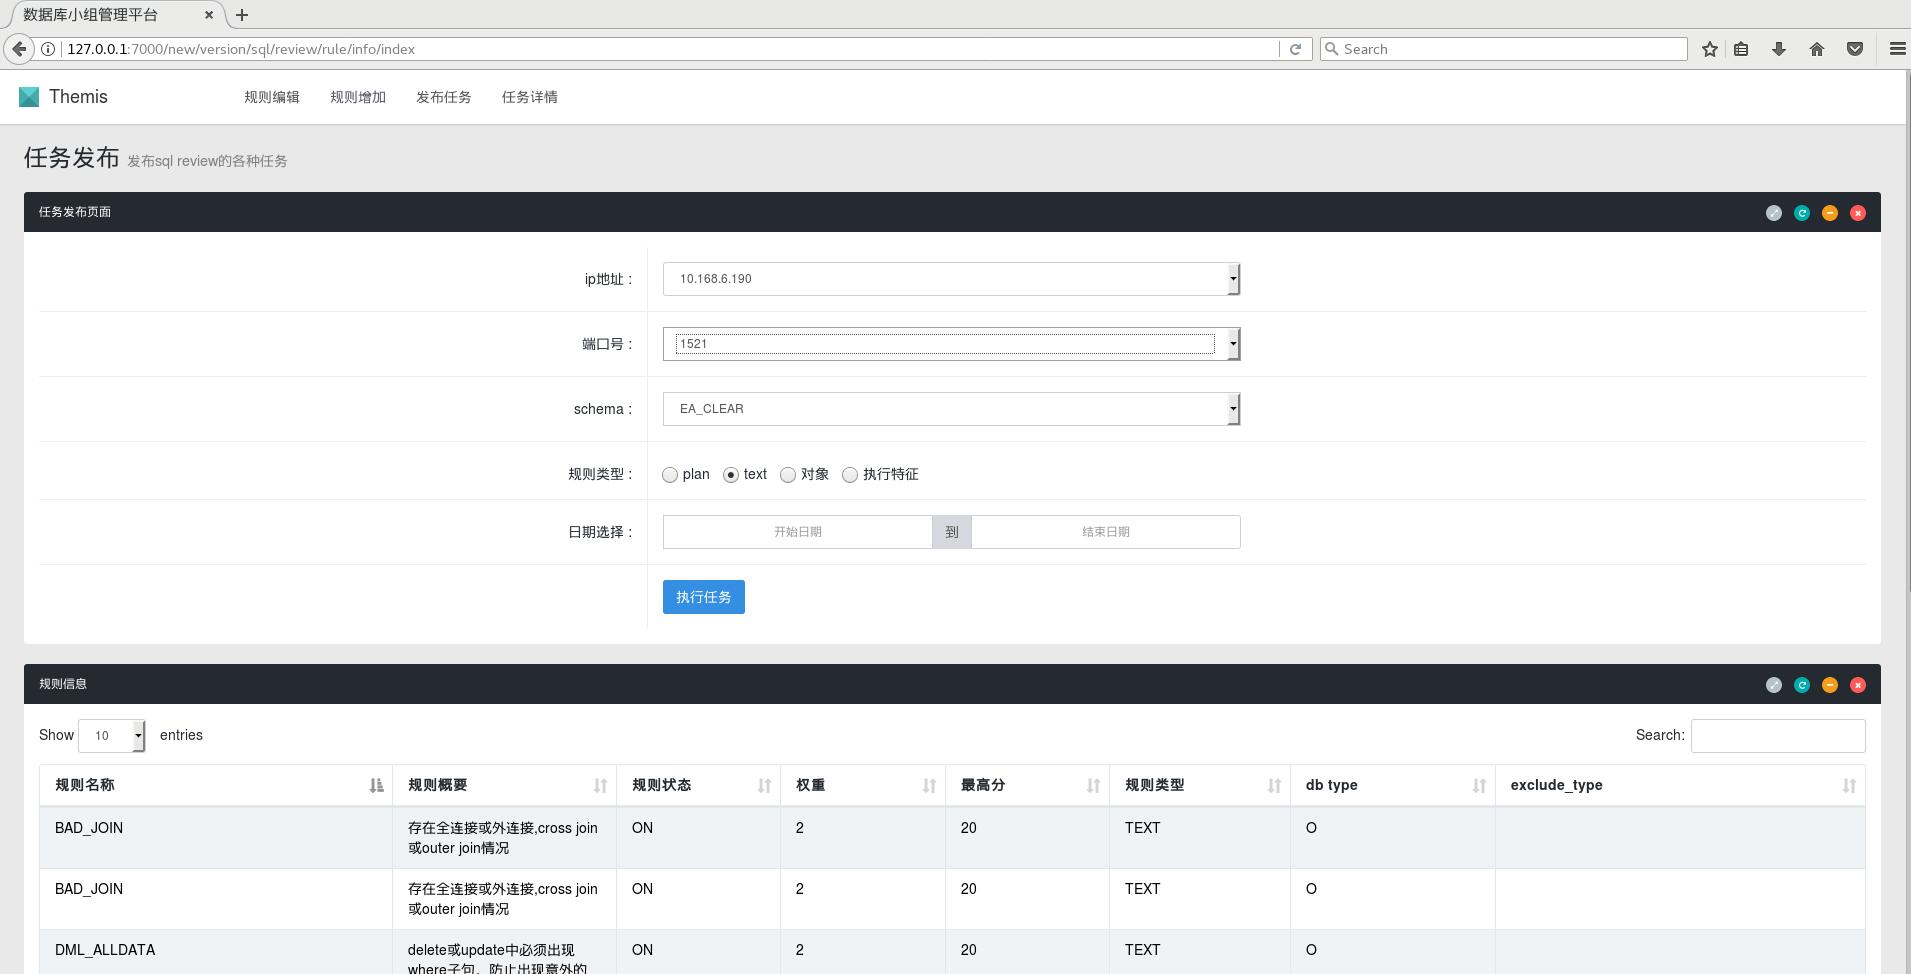 数据库小组管理平台
127.0.0.1:7000/new/version/sql/review/rule/info/index
Search
Themis
规则编辑
规则增加
发布任务
任务详情
任务发布 发布sql review的各种任务
任务发布页面
ip地址 :
10.168.6.190
端口号 :
1521
schema :
EA_CLEAR
规则类型 :
plan
text
对象
执行特征
日期选择 :
开始日期
到
结束日期
执行任务
规则信息
Show 10 entries
Search:
规则名称
规则概要
规则状态
权重
最高分
规则类型
db type
exclude_type
BAD_JOIN
存在全连接或外连接,cross join
或outer join情况
ON
2
20
TEXT
O
BAD_JOIN
存在全连接或外连接,cross join
或outer join情况
ON
2
20
TEXT
O
DML_ALLDATA
delete或update中必须出现
where子句，防止出现意外的
ON
2
20
TEXT
O